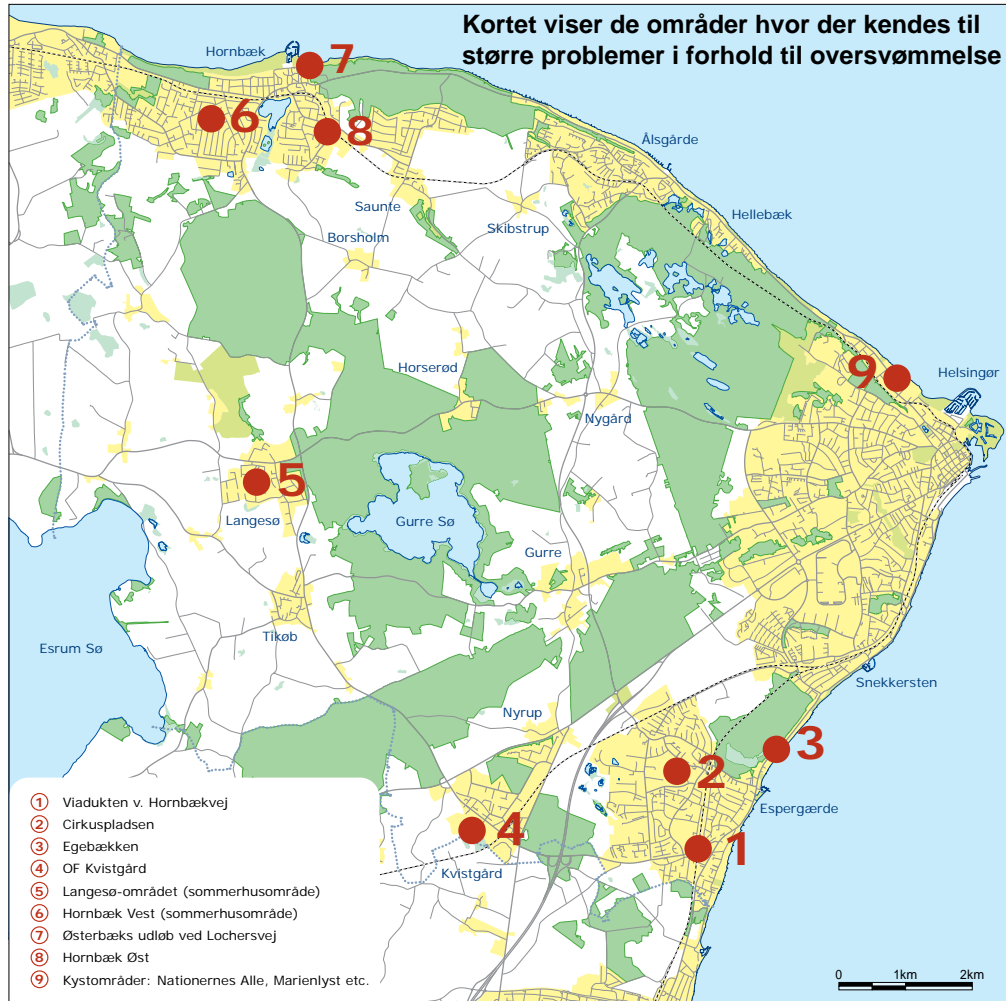 Kortet viser de områder hvor der kendes til
større problemer i forhold til oversvømmelse
Hornbæk
7
6
8
Ålsgårde
Saunte
Skibstrup
Hellebæk
Borsholm
Horserød
9
Helsingør
Nygård
5
Langesø
Gurre Sø
Gurre
Tikøb
Esrum Sø
Snekkersten
Nyrup
3
2
Espergærde
4
1
Kvistgård
1 Viadukten v. Hornbækvej
2 Cirkuspladsen
3 Egebækken
4 OF Kvistgård
5 Langesø-området (sommerhusområde)
6 Hornbæk Vest (sommerhusområde)
7 Østerbæks udløb ved Lochersvej
8 Hornbæk Øst
9 Kystområder: Nationernes Alle, Marienlyst etc.
0 1km 2km